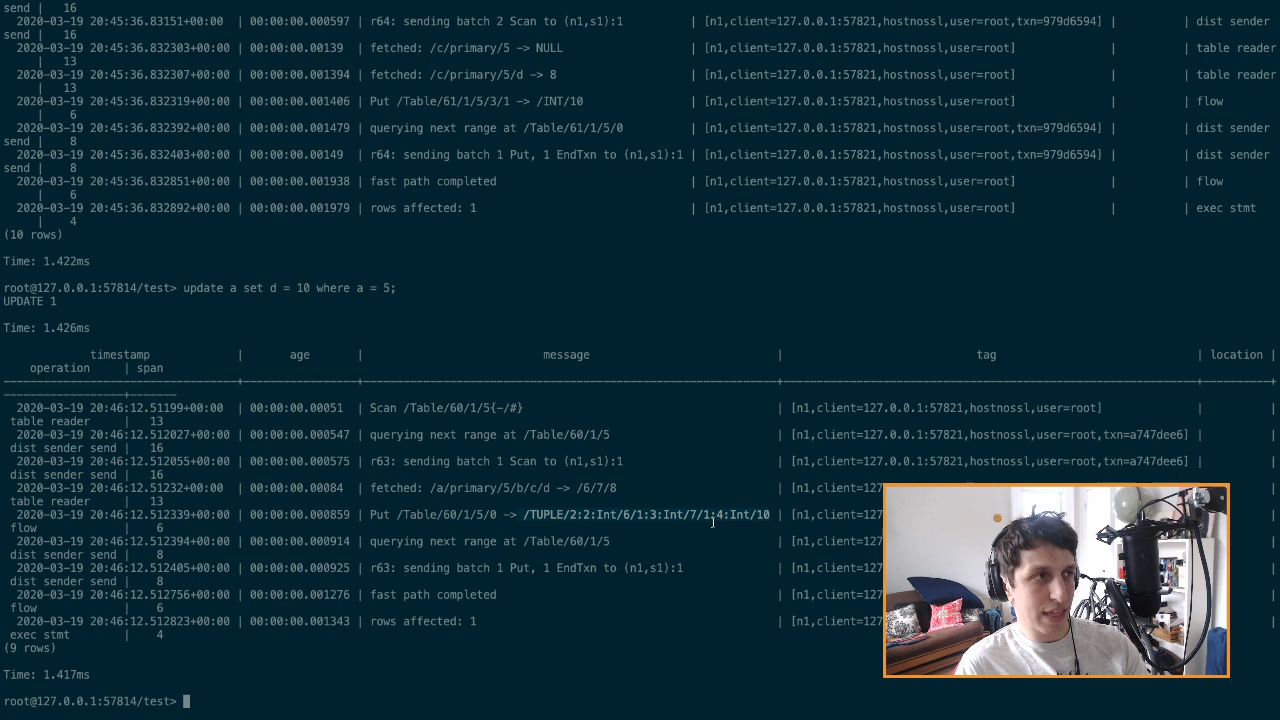 send |   16
2020-03-19 20:45:36.83151+00:00 | 00:00:00.000597 | r64: sending batch 2 Scan to (n1,s1):1 | [n1,client=127.0.0.1:57821,hostnossl,user=root,txn=979d6594] | | dist sender
send |   16
2020-03-19 20:45:36.832303+00:00 | 00:00:00.00139 | fetched: /c/primary/5 -> NULL | [n1,client=127.0.0.1:57821,hostnossl,user=root] | | table reader
|   13
2020-03-19 20:45:36.832307+00:00 | 00:00:00.001394 | fetched: /c/primary/5/d -> 8 | [n1,client=127.0.0.1:57821,hostnossl,user=root] | | table reader
|   13
2020-03-19 20:45:36.832319+00:00 | 00:00:00.001406 | Put /Table/61/1/5/3/1 -> /INT/10 | [n1,client=127.0.0.1:57821,hostnossl,user=root] | | flow
|    6
2020-03-19 20:45:36.832392+00:00 | 00:00:00.001479 | querying next range at /Table/61/1/5/0 | [n1,client=127.0.0.1:57821,hostnossl,user=root,txn=979d6594] | | dist sender
send |    8
2020-03-19 20:45:36.832403+00:00 | 00:00:00.00149 | r64: sending batch 1 Put, 1 EndTxn to (n1,s1):1 | [n1,client=127.0.0.1:57821,hostnossl,user=root,txn=979d6594] | | dist sender
send |    8
2020-03-19 20:45:36.832851+00:00 | 00:00:00.001938 | fast path completed | [n1,client=127.0.0.1:57821,hostnossl,user=root] | | flow
|    6
2020-03-19 20:45:36.832892+00:00 | 00:00:00.001979 | rows affected: 1 | [n1,client=127.0.0.1:57821,hostnossl,user=root] | | exec stmt
|    4
(10 rows)
Time: 1.422ms
root@127.0.0.1:57814/test> update a set d = 10 where a = 5;
UPDATE 1
Time: 1.426ms
timestamp | age | message | tag | location |
operation | span
2020-03-19 20:46:12.51199+00:00 | 00:00:00.00051 | Scan /Table/60/1/5{-/#} | [n1,client=127.0.0.1:57821,hostnossl,user=root] | |
table reader |   13
2020-03-19 20:46:12.512027+00:00 | 00:00:00.000547 | querying next range at /Table/60/1/5 | [n1,client=127.0.0.1:57821,hostnossl,user=root,txn=a747dee6] | |
dist sender send |   16
2020-03-19 20:46:12.512055+00:00 | 00:00:00.000575 | r63: sending batch 1 Scan to (n1,s1):1 | [n1,client=127.0.0.1:57821,hostnossl,user=root,txn=a747dee6] | |
dist sender send |   16
2020-03-19 20:46:12.51232+00:00 | 00:00:00.00084 | fetched: /a/primary/5/b/c/d -> /6/7/8 | [n1,client=127.0.0.1:57821,hostnossl,user=root]
table reader |   13
2020-03-19 20:46:12.512339+00:00 | 00:00:00.000859 | Put /Table/60/1/5/0 -> /TUPLE/2:2:Int/6/1:3:Int/7/1:4:Int/10 | [n1,client=127
flow |    6
2020-03-19 20:46:12.512394+00:00 | 00:00:00.000914 | querying next range at /Table/60/1/5 | [n1,client=127
dist sender send |    8
2020-03-19 20:46:12.512405+00:00 | 00:00:00.000925 | r63: sending batch 1 Put, 1 EndTxn to (n1,s1):1 | [n1,client=127
dist sender send |    8
2020-03-19 20:46:12.512756+00:00 | 00:00:00.001276 | fast path completed | [n1,client=127
flow |    6
2020-03-19 20:46:12.512823+00:00 | 00:00:00.001343 | rows affected: 1 | [n1,client=127
exec stmt |    4
(9 rows)
Time: 1.417ms
root@127.0.0.1:57814/test>